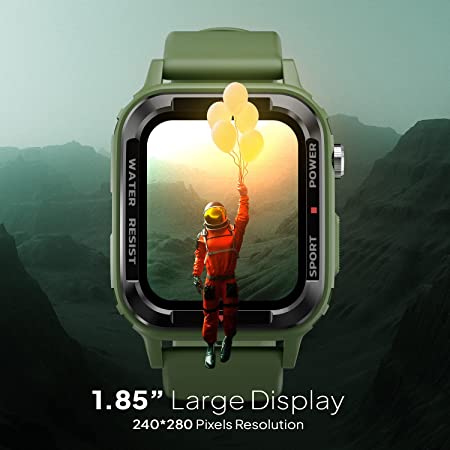 WATER RESIST
POWER
SPORT
1.85” Large Display
240*280 Pixels Resolution